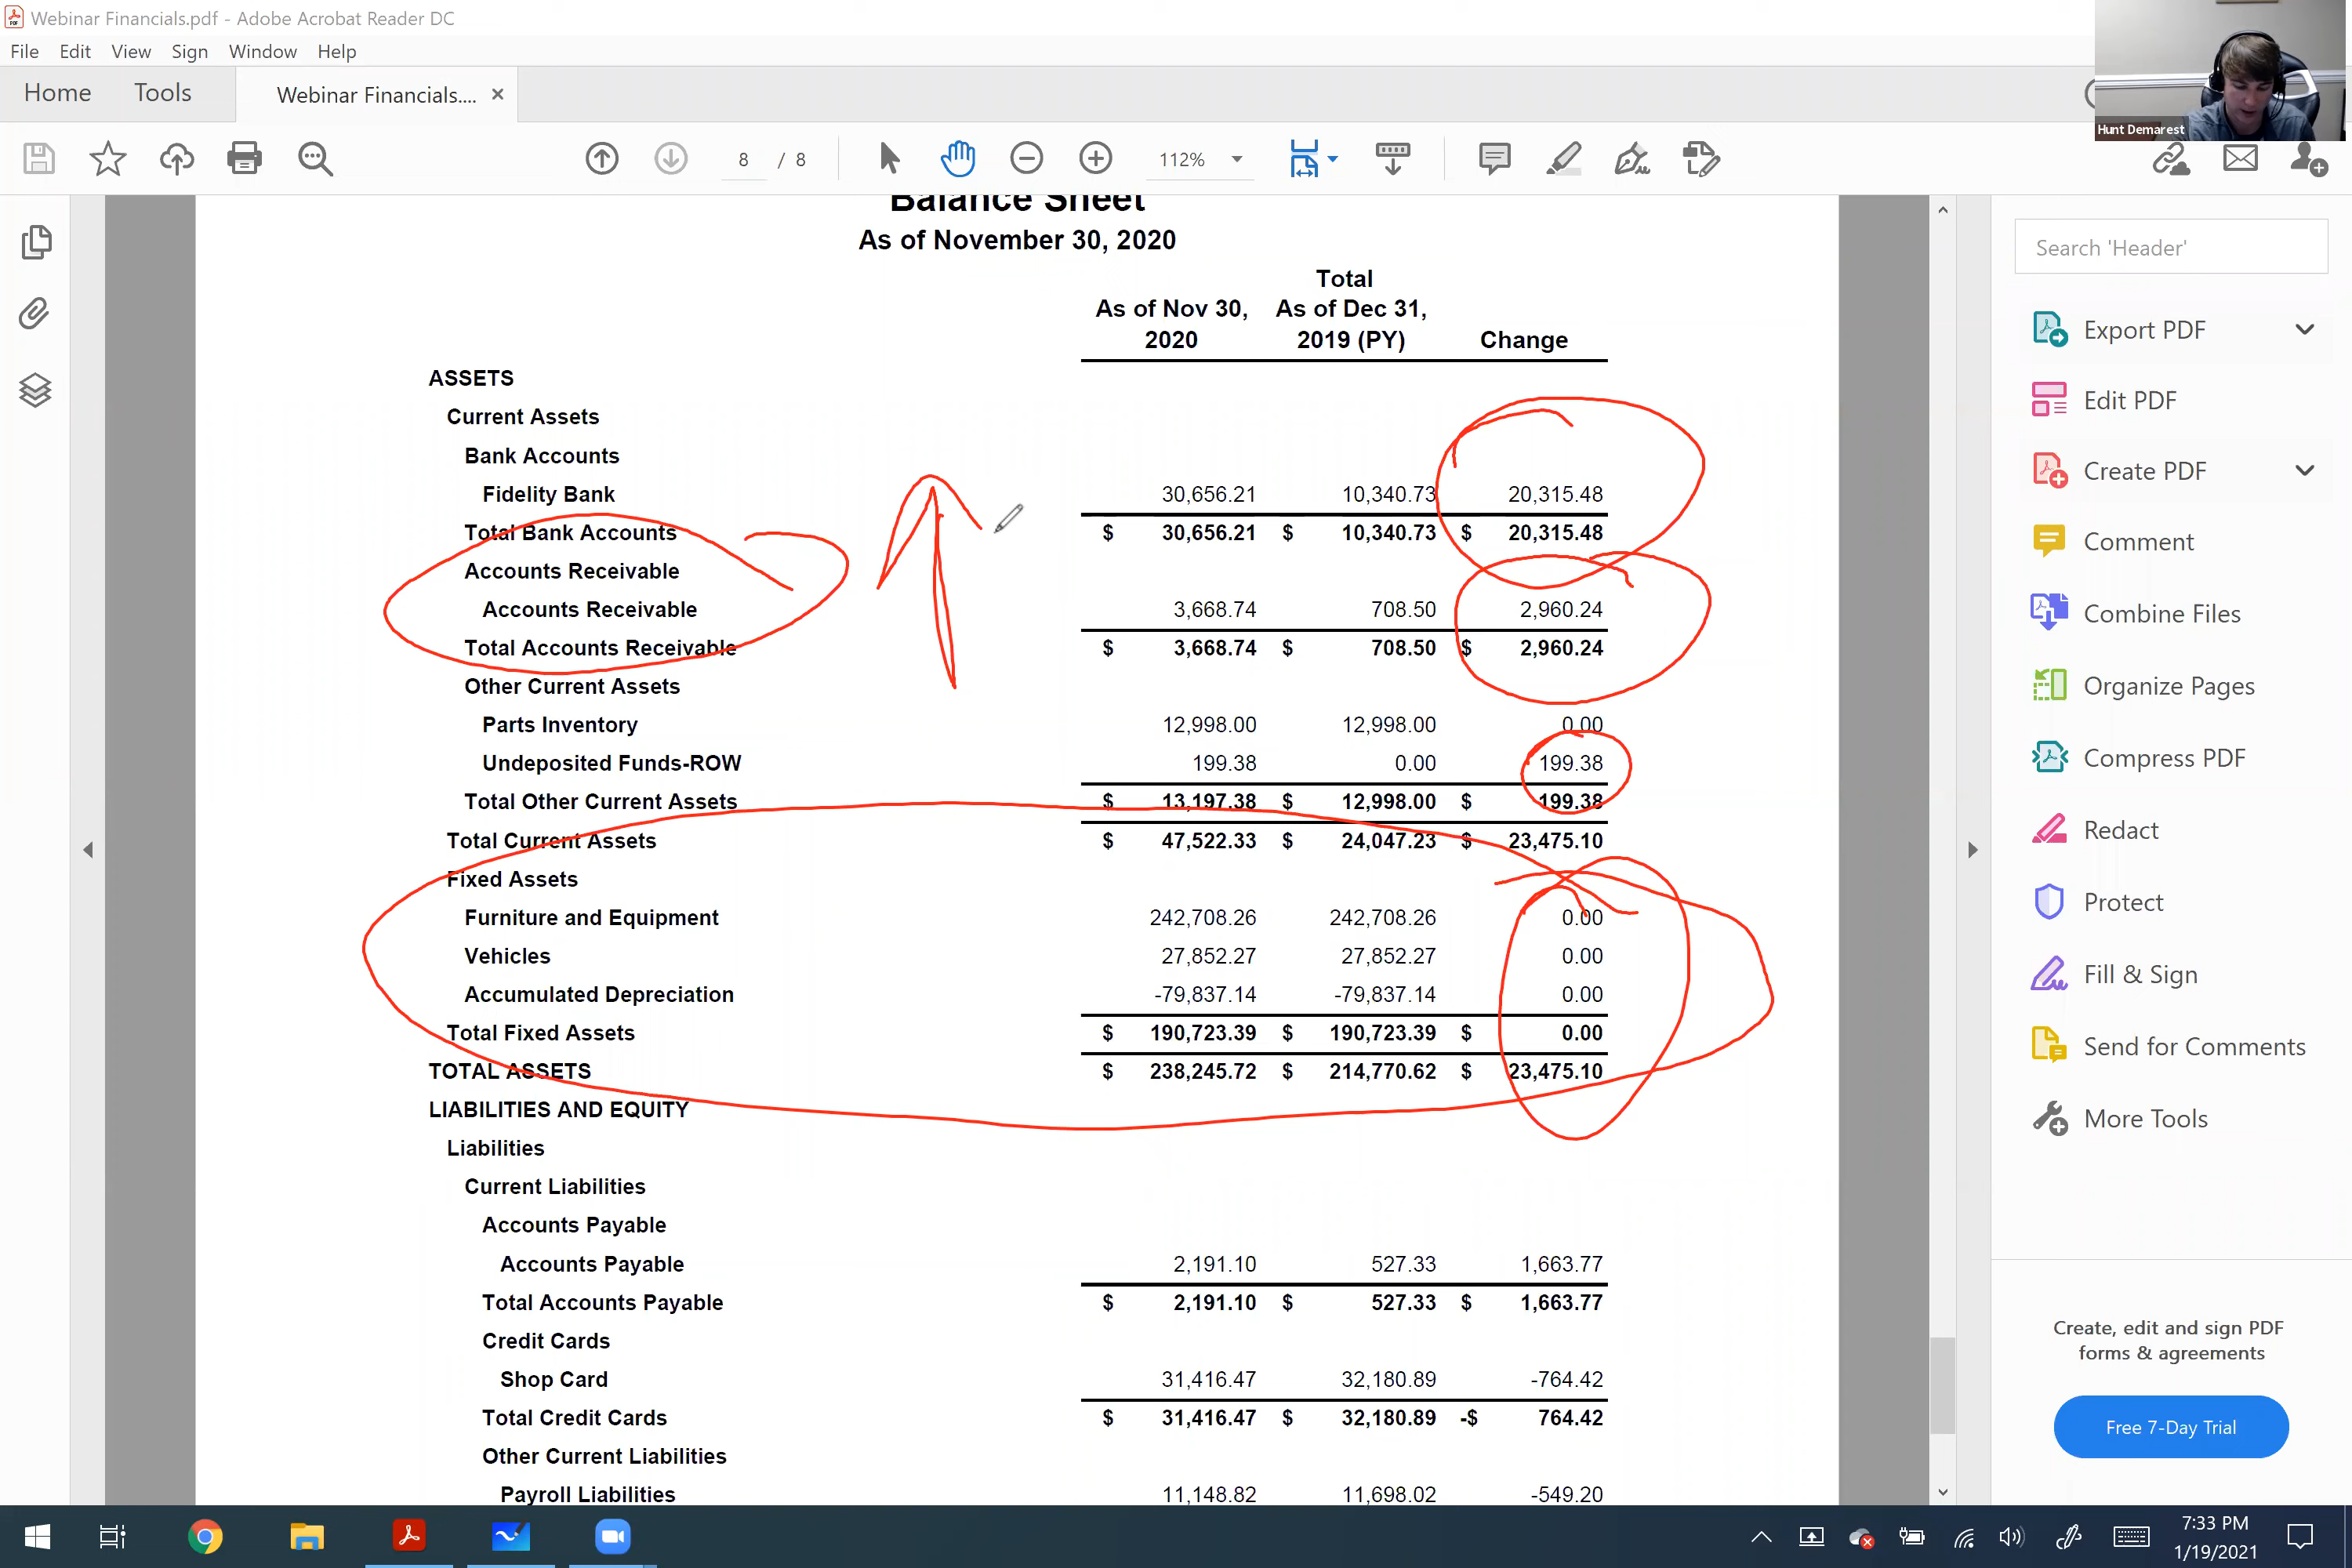 Webinar Financials.pdf - Adobe Acrobat Reader DC
File Edit View Sign Window Help
Home Tools Webinar Financials.... ×
Hunt Demarest
8 / 8 112%
Balance Sheet
As of November 30, 2020
Total
As of Nov 30, As of Dec 31,
2020 2019 (PY) Change
ASSETS
Current Assets
Bank Accounts
Fidelity Bank 30,656.21 10,340.73 20,315.48
Total Bank Accounts $ 30,656.21 $ 10,340.73 $ 20,315.48
Accounts Receivable
Accounts Receivable 3,668.74 708.50 2,960.24
Total Accounts Receivable $ 3,668.74 $ 708.50 $ 2,960.24
Other Current Assets
Parts Inventory 12,998.00 12,998.00 0.00
Undeposited Funds-ROW 199.38 0.00 199.38
Total Other Current Assets $ 13,197.38 $ 12,998.00 $ 199.38
Total Current Assets $ 47,522.33 $ 24,047.23 $ 23,475.10
Fixed Assets
Furniture and Equipment 242,708.26 242,708.26 0.00
Vehicles 27,852.27 27,852.27 0.00
Accumulated Depreciation -79,837.14 -79,837.14 0.00
Total Fixed Assets $ 190,723.39 $ 190,723.39 $ 0.00
TOTAL ASSETS $ 238,245.72 $ 214,770.62 $ 23,475.10
LIABILITIES AND EQUITY
Liabilities
Current Liabilities
Accounts Payable
Accounts Payable 2,191.10 527.33 1,663.77
Total Accounts Payable $ 2,191.10 $ 527.33 $ 1,663.77
Credit Cards
Shop Card 31,416.47 32,180.89 -764.42
Total Credit Cards $ 31,416.47 $ 32,180.89 -$ 764.42
Other Current Liabilities
Payroll Liabilities 11,148.82 11,698.02 -549.20
Search 'Header'
Export PDF
Edit PDF
Create PDF
Comment
Combine Files
Organize Pages
Compress PDF
Redact
Protect
Fill & Sign
Send for Comments
More Tools
Create, edit and sign PDF
forms & agreements
Free 7-Day Trial
7:33 PM
1/19/2021